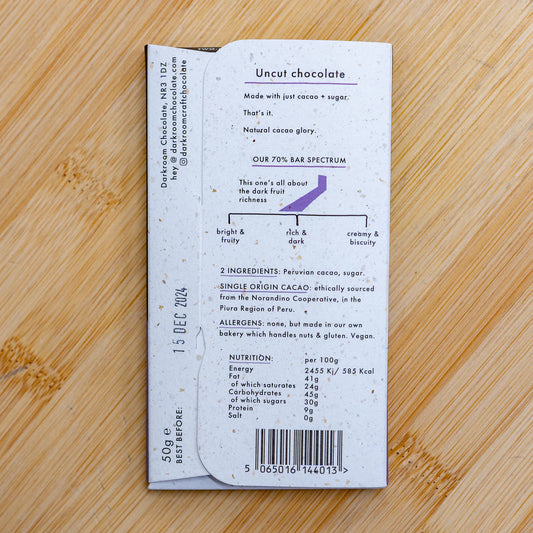 Uncut chocolate
Made with just cacao + sugar.
That's it.
Natural cacao glory.
OUR 70% BAR SPECTRUM
This one's all about
the dark fruit
richness
bright &
fruity
rich &
dark
creamy &
biscuity
2 INGREDIENTS: Peruvian cacao, sugar.
SINGLE ORIGIN CACAO: ethically sourced
from the Norandino Cooperative, in the
Piura Region of Peru.
ALLERGENS: none, but made in our own
bakery which handles nuts & gluten. Vegan.
NUTRITION: per 100g
Energy 2455 Kj/ 585 Kcal
Fat 41g
of which saturates 24g
Carbohydrates 45g
of which sugars 30g
Protein 9g
Salt 0g
5 065016 144013 >
Darkroom Chocolate, NR3 1DZ
hey @ darkroomchocolate.com
darkroomcraftchocolate
15 DEC 2024
50g e
BEST BEFORE: